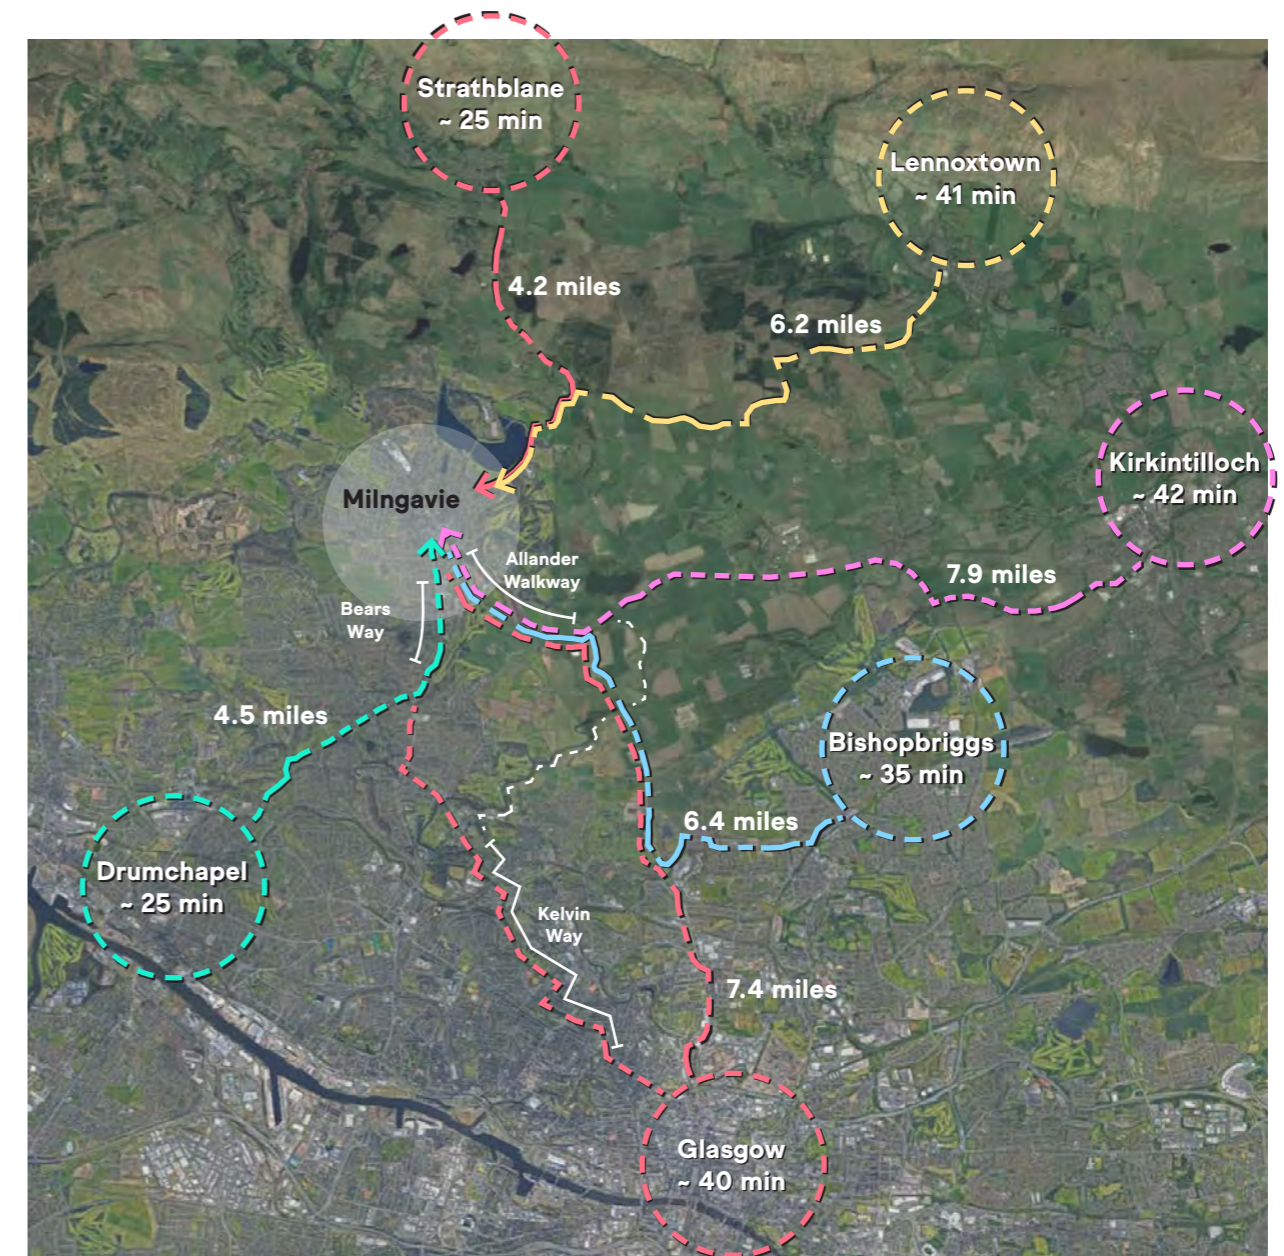 Strathblane
~ 25 min
Lennoxtown
~ 41 min
4.2 miles
6.2 miles
Kirkintilloch
~ 42 min
Milngavie
Allander
Walkway
7.9 miles
Bears
Way
4.5 miles
Bishopbriggs
~ 35 min
6.4 miles
Drumchapel
~ 25 min
Kelvin
Way
7.4 miles
Glasgow
~ 40 min